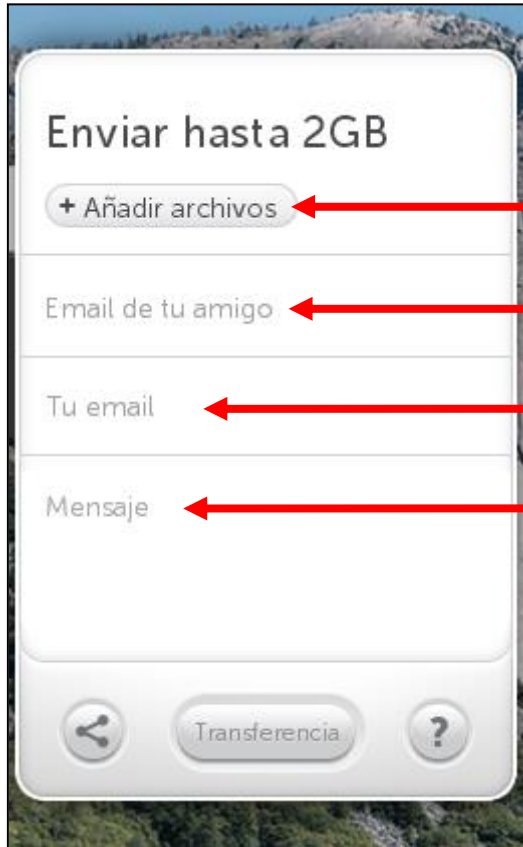 Enviar hasta 2GB
+ Añadir archivos
Email de tu amigo
Tu email
Mensaje
Transferencia
?